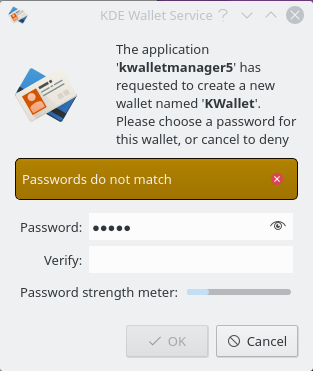 KDE Wallet Service ?
The application
'kwalletmanager5' has
requested to create a new
wallet named 'KWallet'.
Please choose a password for
this wallet, or cancel to deny
Passwords do not match
Password: ●●●●●
Verify:
Password strength meter:
OK Cancel